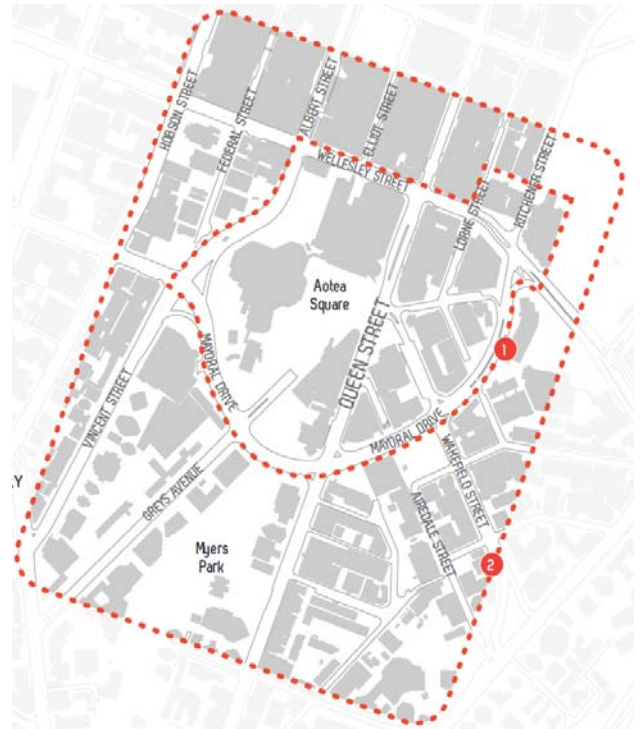 HOBSON STREET
FEDERAL STREET
ALBERT STREET
ELLIOT STREET
WELLESLEY STREET
LORNE STREET
KITCHENER STREET
Aotea
Square
QUEEN STREET
1
MAYORAL DRIVE
MAYORAL DRIVE
VINCENT STREET
WAKEFIELD STREET
Y
GREYS AVENUE
AIREDALE STREET
Myers
Park
2